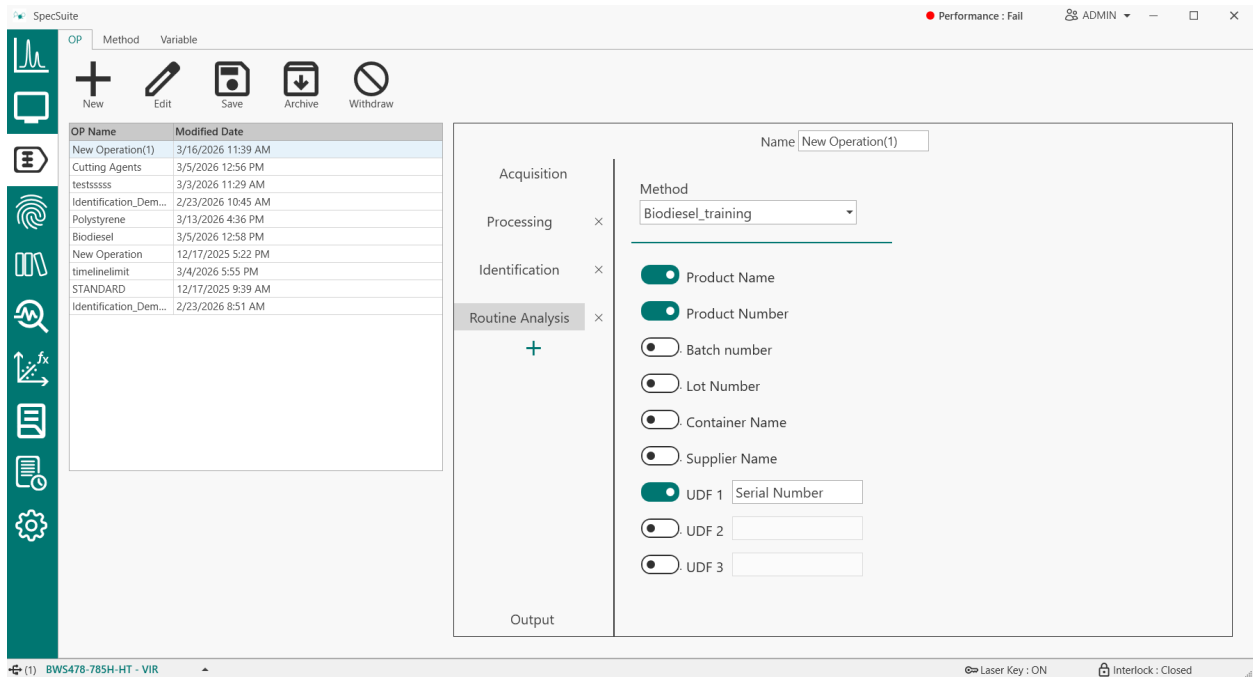 SpecSuite
Performance : Fail
ADMIN
OP Method Variable
New Edit Save Archive Withdraw
OP Name Modified Date
New Operation(1) 3/16/2026 11:39 AM
Cutting Agents 3/5/2026 12:56 PM
testsssss 3/3/2026 11:29 AM
Identification_Dem... 2/23/2026 10:45 AM
Polystyrene 3/13/2026 4:36 PM
Biodiesel 3/5/2026 12:58 PM
New Operation 12/17/2025 5:22 PM
timelinelimit 3/4/2026 5:55 PM
STANDARD 12/17/2025 9:39 AM
Identification_Dem... 2/23/2026 8:51 AM
Name New Operation(1)
Acquisition
Processing
Identification
Routine Analysis
Output
Method
Biodiesel_training
Product Name
Product Number
Batch number
Lot Number
Container Name
Supplier Name
UDF 1 Serial Number
UDF 2
UDF 3
fx
(1) BWS478-785H-HT - VIR
Laser Key : ON
Interlock : Closed